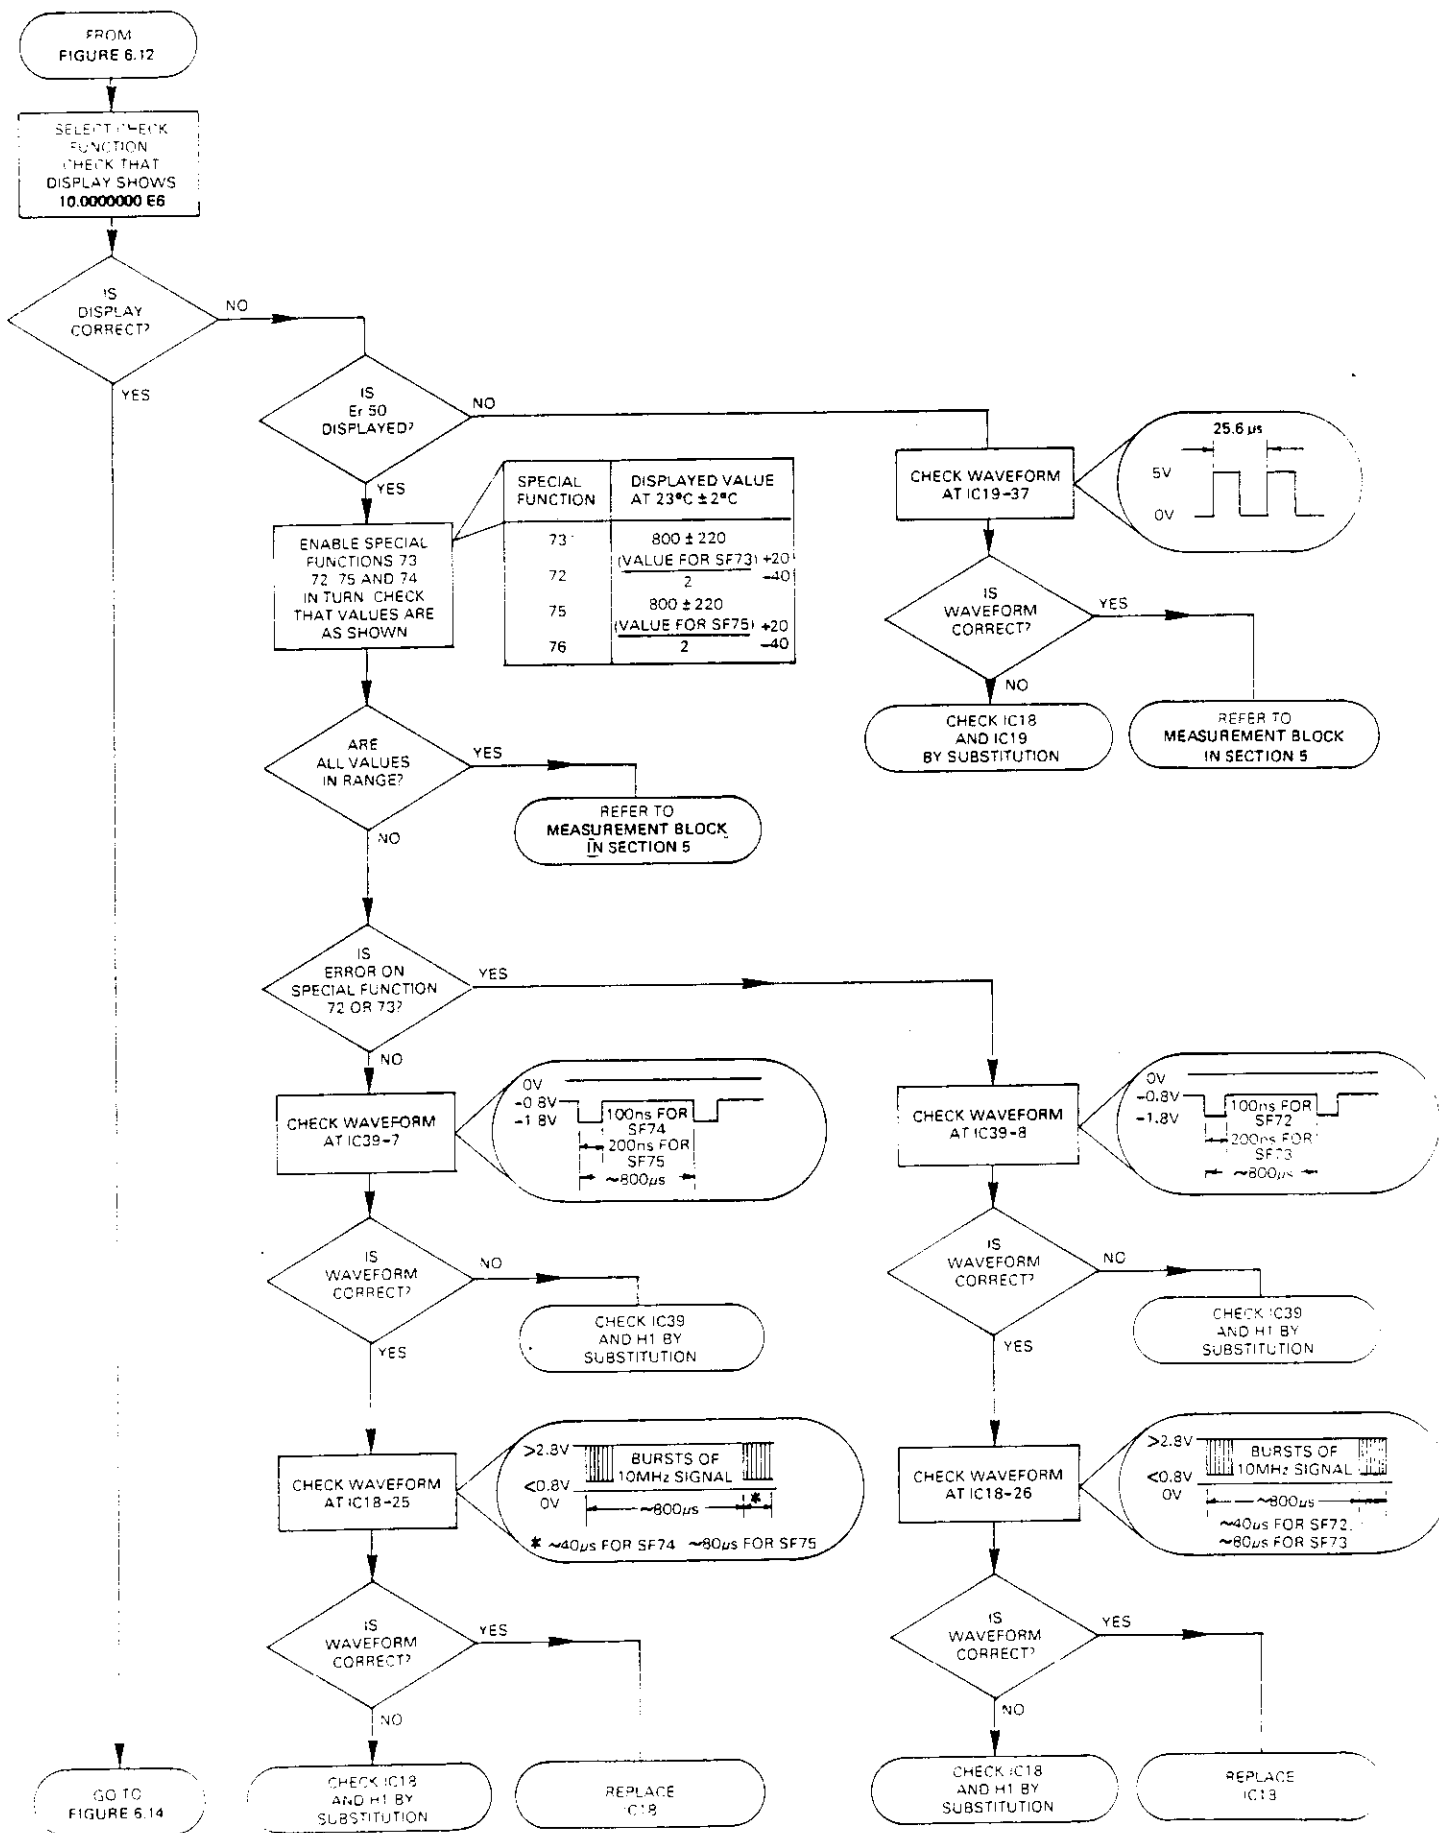 FROM
FIGURE 6.12
SELECT CHECK
FUNCTION
CHECK THAT
DISPLAY SHOWS
10.0000000 E6
IS
DISPLAY
CORRECT?
NO
YES
IS
Er 50
DISPLAYED?
NO
YES
ENABLE SPECIAL
FUNCTIONS 73
72 75 AND 74
IN TURN CHECK
THAT VALUES ARE
AS SHOWN
SPECIAL
FUNCTION
DISPLAYED VALUE
AT 23°C ± 2°C
73 800 ± 220
72 (VALUE FOR SF73) +20
2 -40
75 800 ± 220
76 (VALUE FOR SF75) +20
2 -40
CHECK WAVEFORM
AT IC19-37
25.6 µs
5V
0V
IS
WAVEFORM
CORRECT?
YES
NO
CHECK IC18
AND IC19
BY SUBSTITUTION
REFER TO
MEASUREMENT BLOCK
IN SECTION 5
ARE
ALL VALUES
IN RANGE?
YES
NO
REFER TO
MEASUREMENT BLOCK
IN SECTION 5
IS
ERROR ON
SPECIAL FUNCTION
72 OR 73?
YES
NO
CHECK WAVEFORM
AT IC39-7
0V
-0.8V
-1.8V
100ns FOR
SF74
200ns FOR
SF75
~800µs
CHECK WAVEFORM
AT IC39-8
0V
-0.8V
-1.8V
100ns FOR
SF72
200ns FOR
SF73
~800µs
IS
WAVEFORM
CORRECT?
NO
YES
CHECK IC39
AND H1 BY
SUBSTITUTION
IS
WAVEFORM
CORRECT?
NO
YES
CHECK IC39
AND H1 BY
SUBSTITUTION
CHECK WAVEFORM
AT IC18-25
>2.8V
<0.8V
0V
BURSTS OF
10MHz SIGNAL
~800µs
*
* ~40µs FOR SF74 ~80µs FOR SF75
CHECK WAVEFORM
AT IC18-26
>2.8V
<0.8V
0V
BURSTS OF
10MHz SIGNAL
~800µs
~40µs FOR SF72.
~80µs FOR SF73
IS
WAVEFORM
CORRECT?
YES
NO
IS
WAVEFORM
CORRECT?
YES
NO
GO TO
FIGURE 6.14
CHECK IC18
AND H1 BY
SUBSTITUTION
REPLACE
IC18
CHECK IC18
AND H1 BY
SUBSTITUTION
REPLACE
IC18